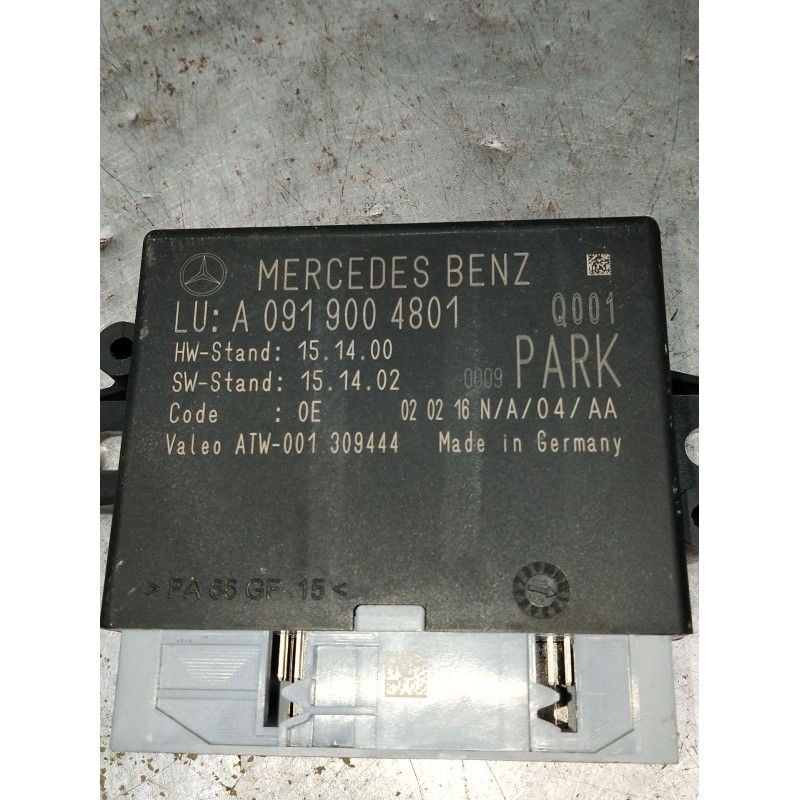 MERCEDES BENZ
LU: A 091 900 4801 Q001
HW-Stand: 15.14.00
SW-Stand: 15.14.02 0009 PARK
Code : 0E 02 02 16 N/A/04/AA
Valeo ATW-001 309444 Made in Germany
>PA 66 GF 15<